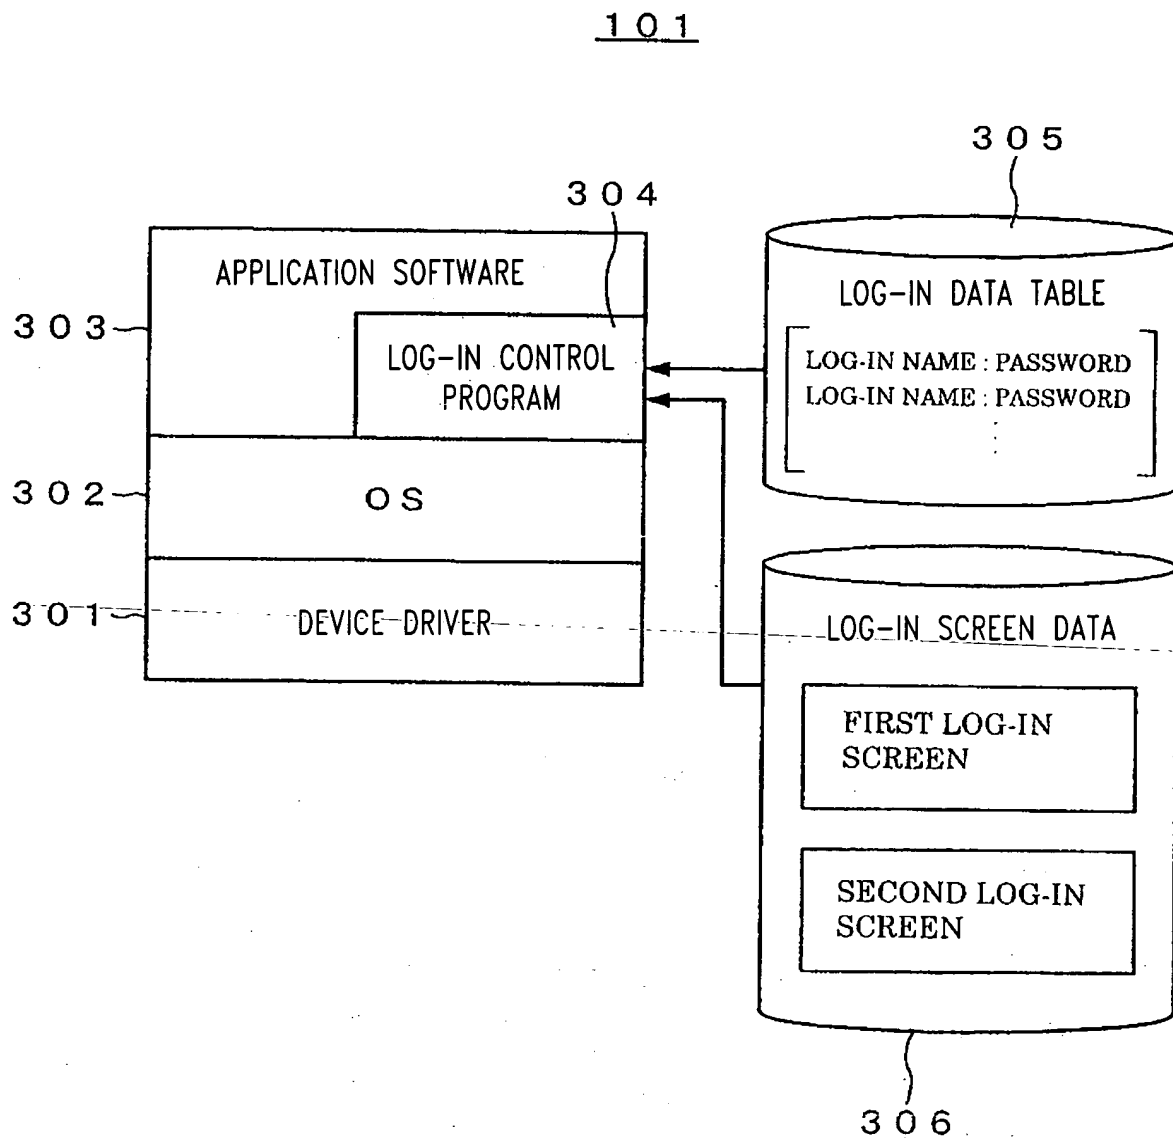 101
305
304
APPLICATION SOFTWARE
LOG-IN DATA TABLE
303
LOG-IN CONTROL
PROGRAM
LOG-IN NAME : PASSWORD
LOG-IN NAME : PASSWORD
302
OS
301
DEVICE DRIVER
LOG-IN SCREEN DATA
FIRST LOG-IN
SCREEN
SECOND LOG-IN
SCREEN
306